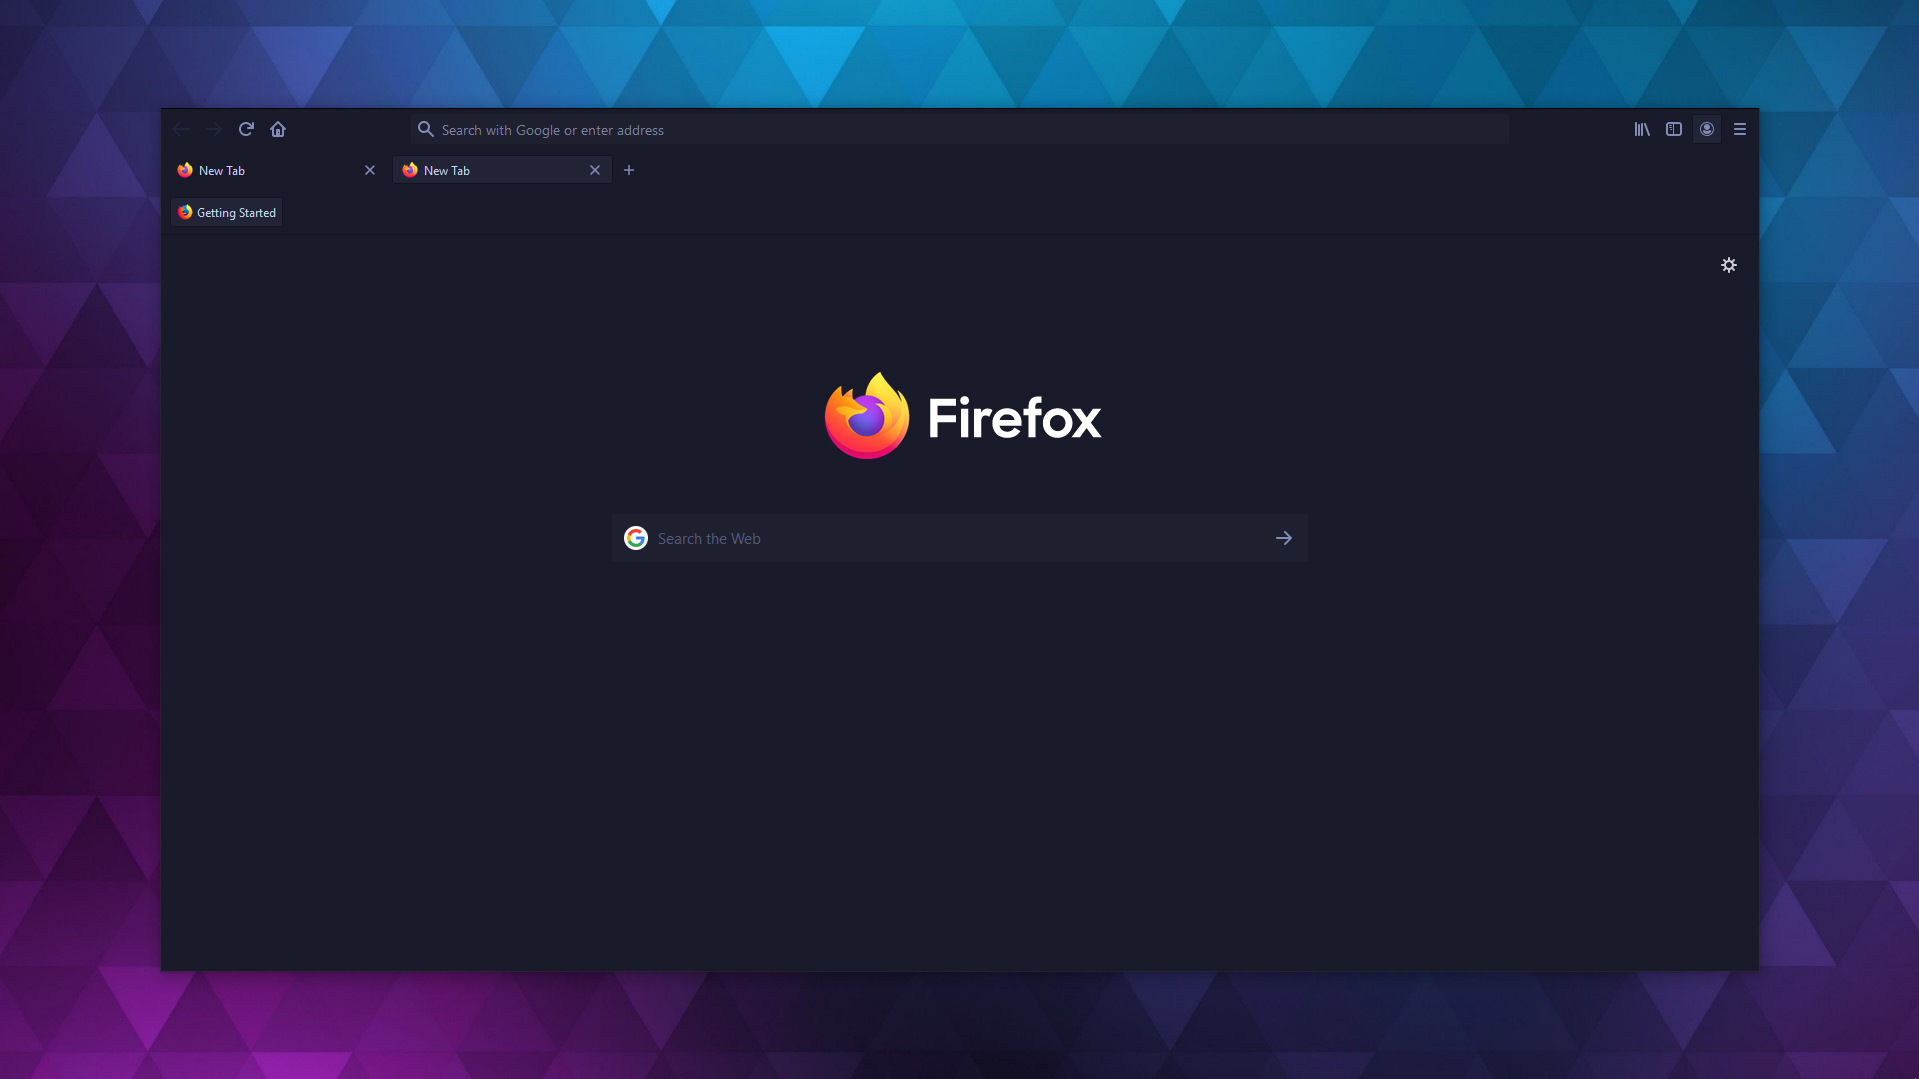 Search with Google or enter address
New Tab
New Tab
Getting Started
Firefox
Search the Web